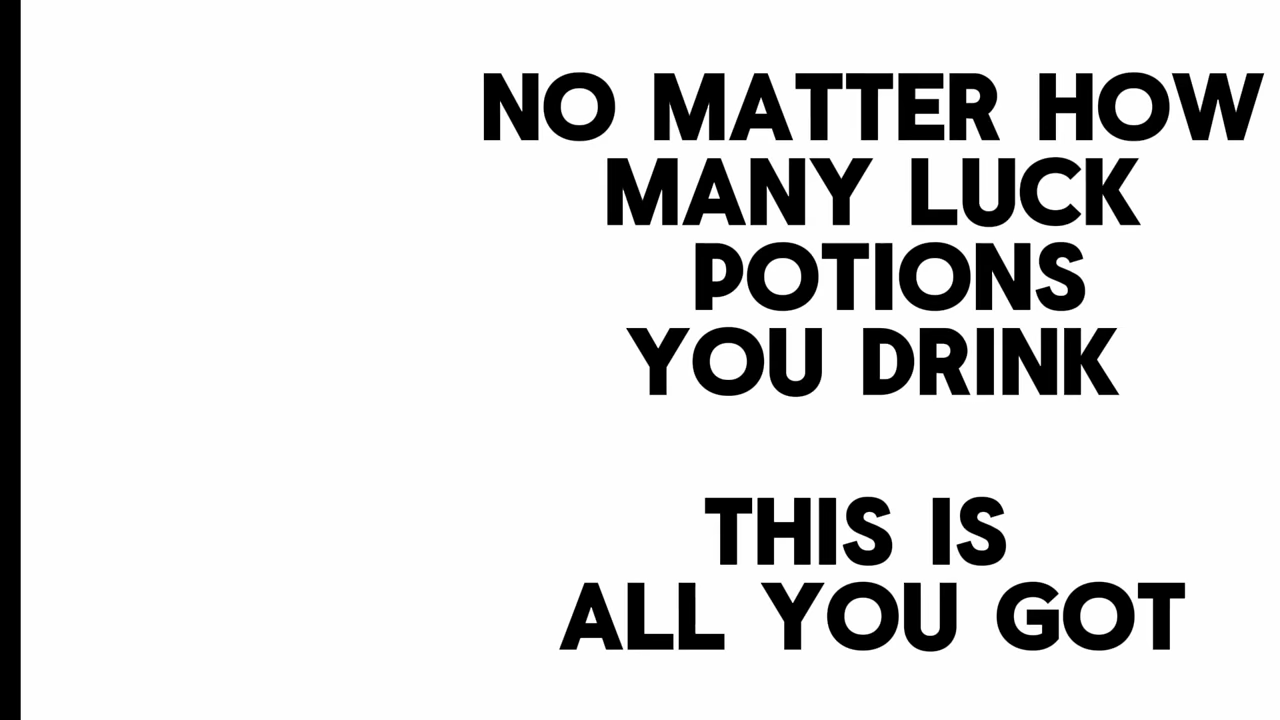 NO MATTER HOW
MANY LUCK
POTIONS
YOU DRINK
THIS IS
ALL YOU GOT